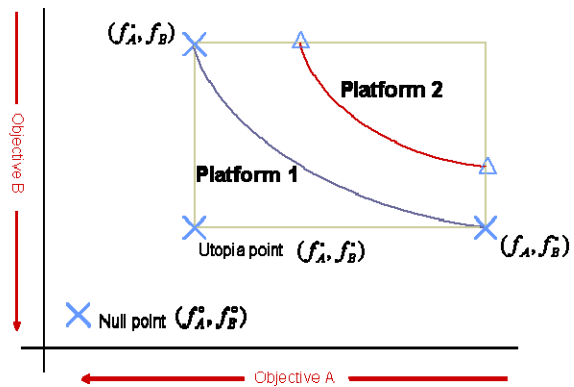 (f*A, fB)
Platform 2
Objective B
Platform 1
Utopia point (f*A, f*B)
(fA, f*B)
Null point (f°A, f°B)
Objective A